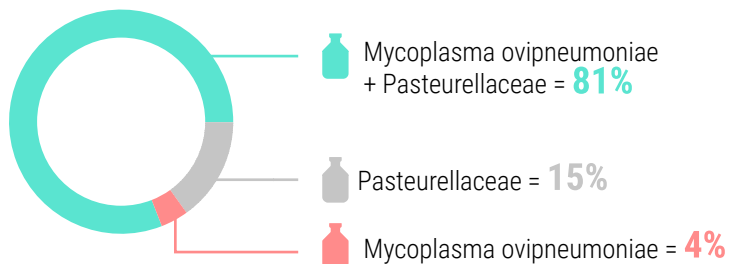 Mycoplasma ovipneumoniae
+ Pasteurellaceae = 81%
Pasteurellaceae = 15%
Mycoplasma ovipneumoniae = 4%